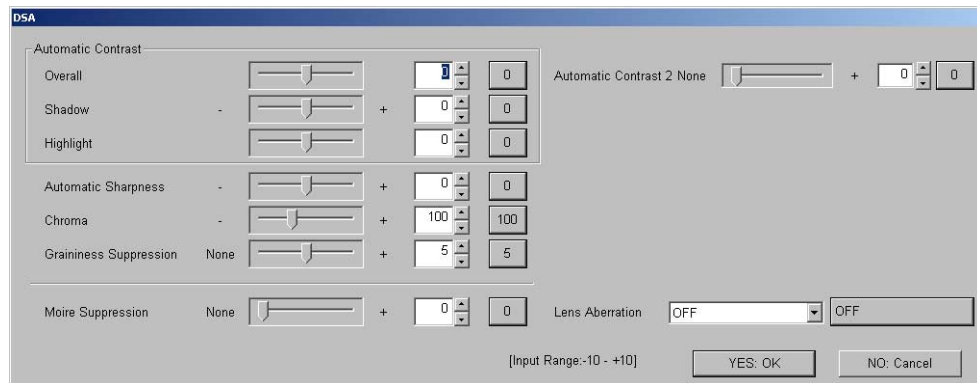 DSA
Automatic Contrast
Overall 0 0 Automatic Contrast 2 None + 0 0
Shadow - + 0 0
Highlight 0 0
Automatic Sharpness - + 0 0
Chroma - + 100 100
Graininess Suppression None + 5 5
Moire Suppression None + 0 0 Lens Aberration OFF OFF
[Input Range:-10 - +10] YES: OK NO: Cancel